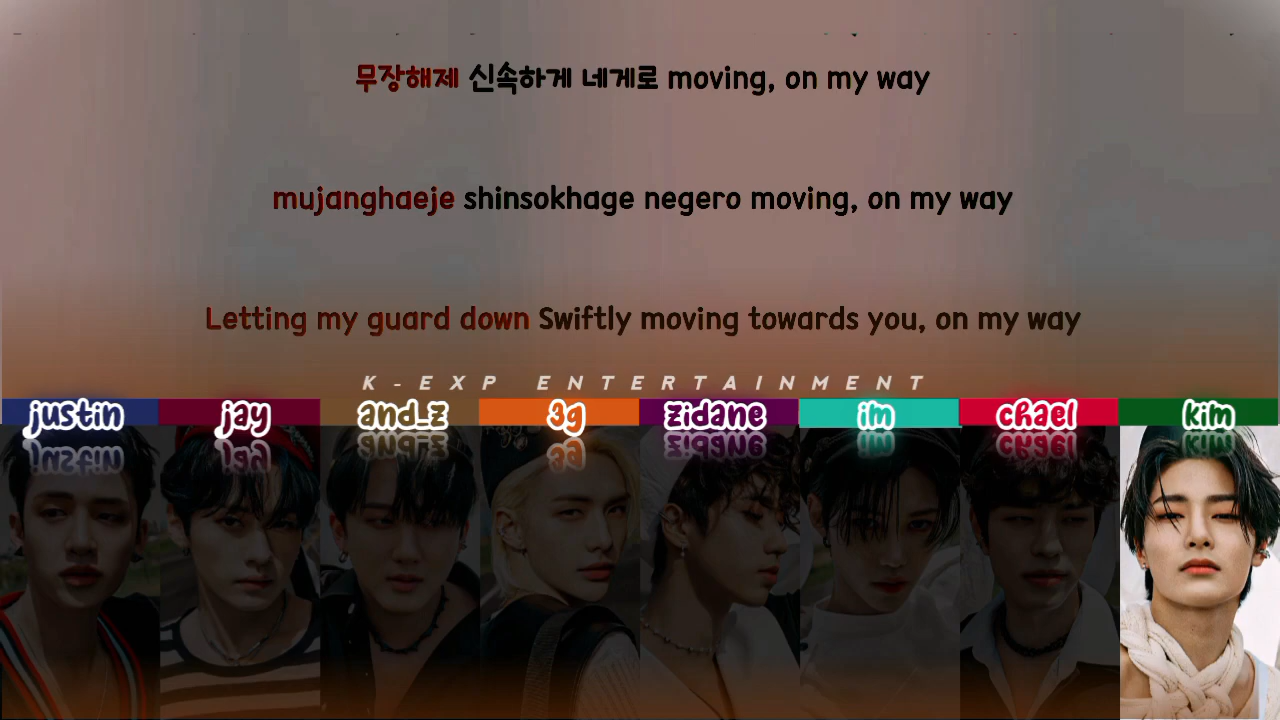 무장해제 신속하게 네게로 moving, on my way
mujanghaeje shinsokhage negero moving, on my way
Letting my guard down Swiftly moving towards you, on my way
K-EXP ENTERTAINMENT
justin jay and_z 3g zidane im chael kim